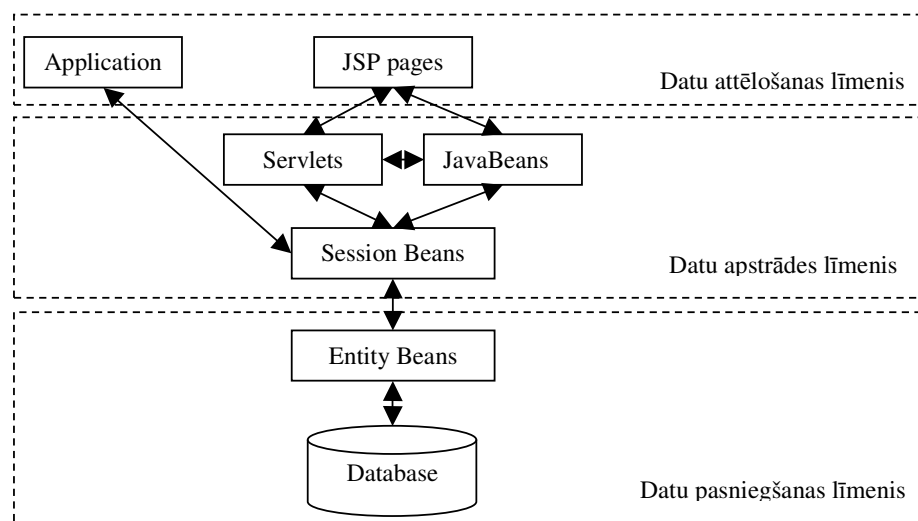 Application
JSP pages
Datu attēlošanas līmenis
Servlets
JavaBeans
Session Beans
Datu apstrādes līmenis
Entity Beans
Database
Datu pasniegšanas līmenis